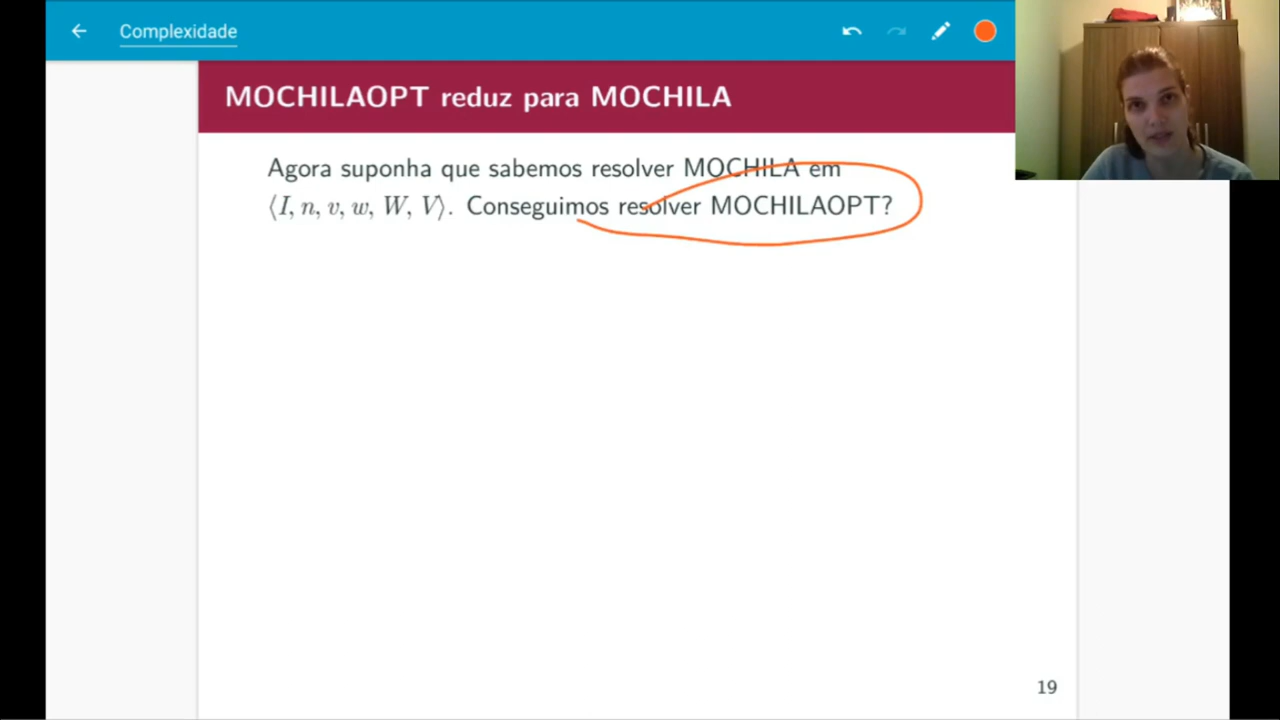 Complexidade
MOCHILAOPT reduz para MOCHILA
Agora suponha que sabemos resolver MOCHILA em
⟨I, n, v, w, W, V⟩. Conseguimos resolver MOCHILAOPT?
19